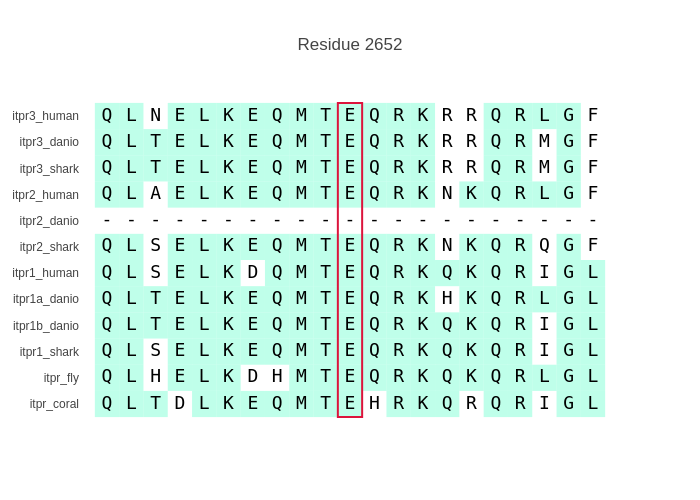 Residue 2652
itpr3_human Q L N E L K E Q M T E Q R K R R Q R L G F
itpr3_danio Q L T E L K E Q M T E Q R K R R Q R M G F
itpr3_shark Q L T E L K E Q M T E Q R K R R Q R M G F
itpr2_human Q L A E L K E Q M T E Q R K N K Q R L G F
itpr2_danio - - - - - - - - - - - - - - - - - - - - -
itpr2_shark Q L S E L K E Q M T E Q R K N K Q R Q G F
itpr1_human Q L S E L K D Q M T E Q R K Q K Q R I G L
itpr1a_danio Q L T E L K E Q M T E Q R K H K Q R L G L
itpr1b_danio Q L T E L K E Q M T E Q R K Q K Q R I G L
itpr1_shark Q L S E L K E Q M T E Q R K Q K Q R I G L
itpr_fly Q L H E L K D H M T E Q R K Q K Q R L G L
itpr_coral Q L T D L K E Q M T E H R K Q R Q R I G L